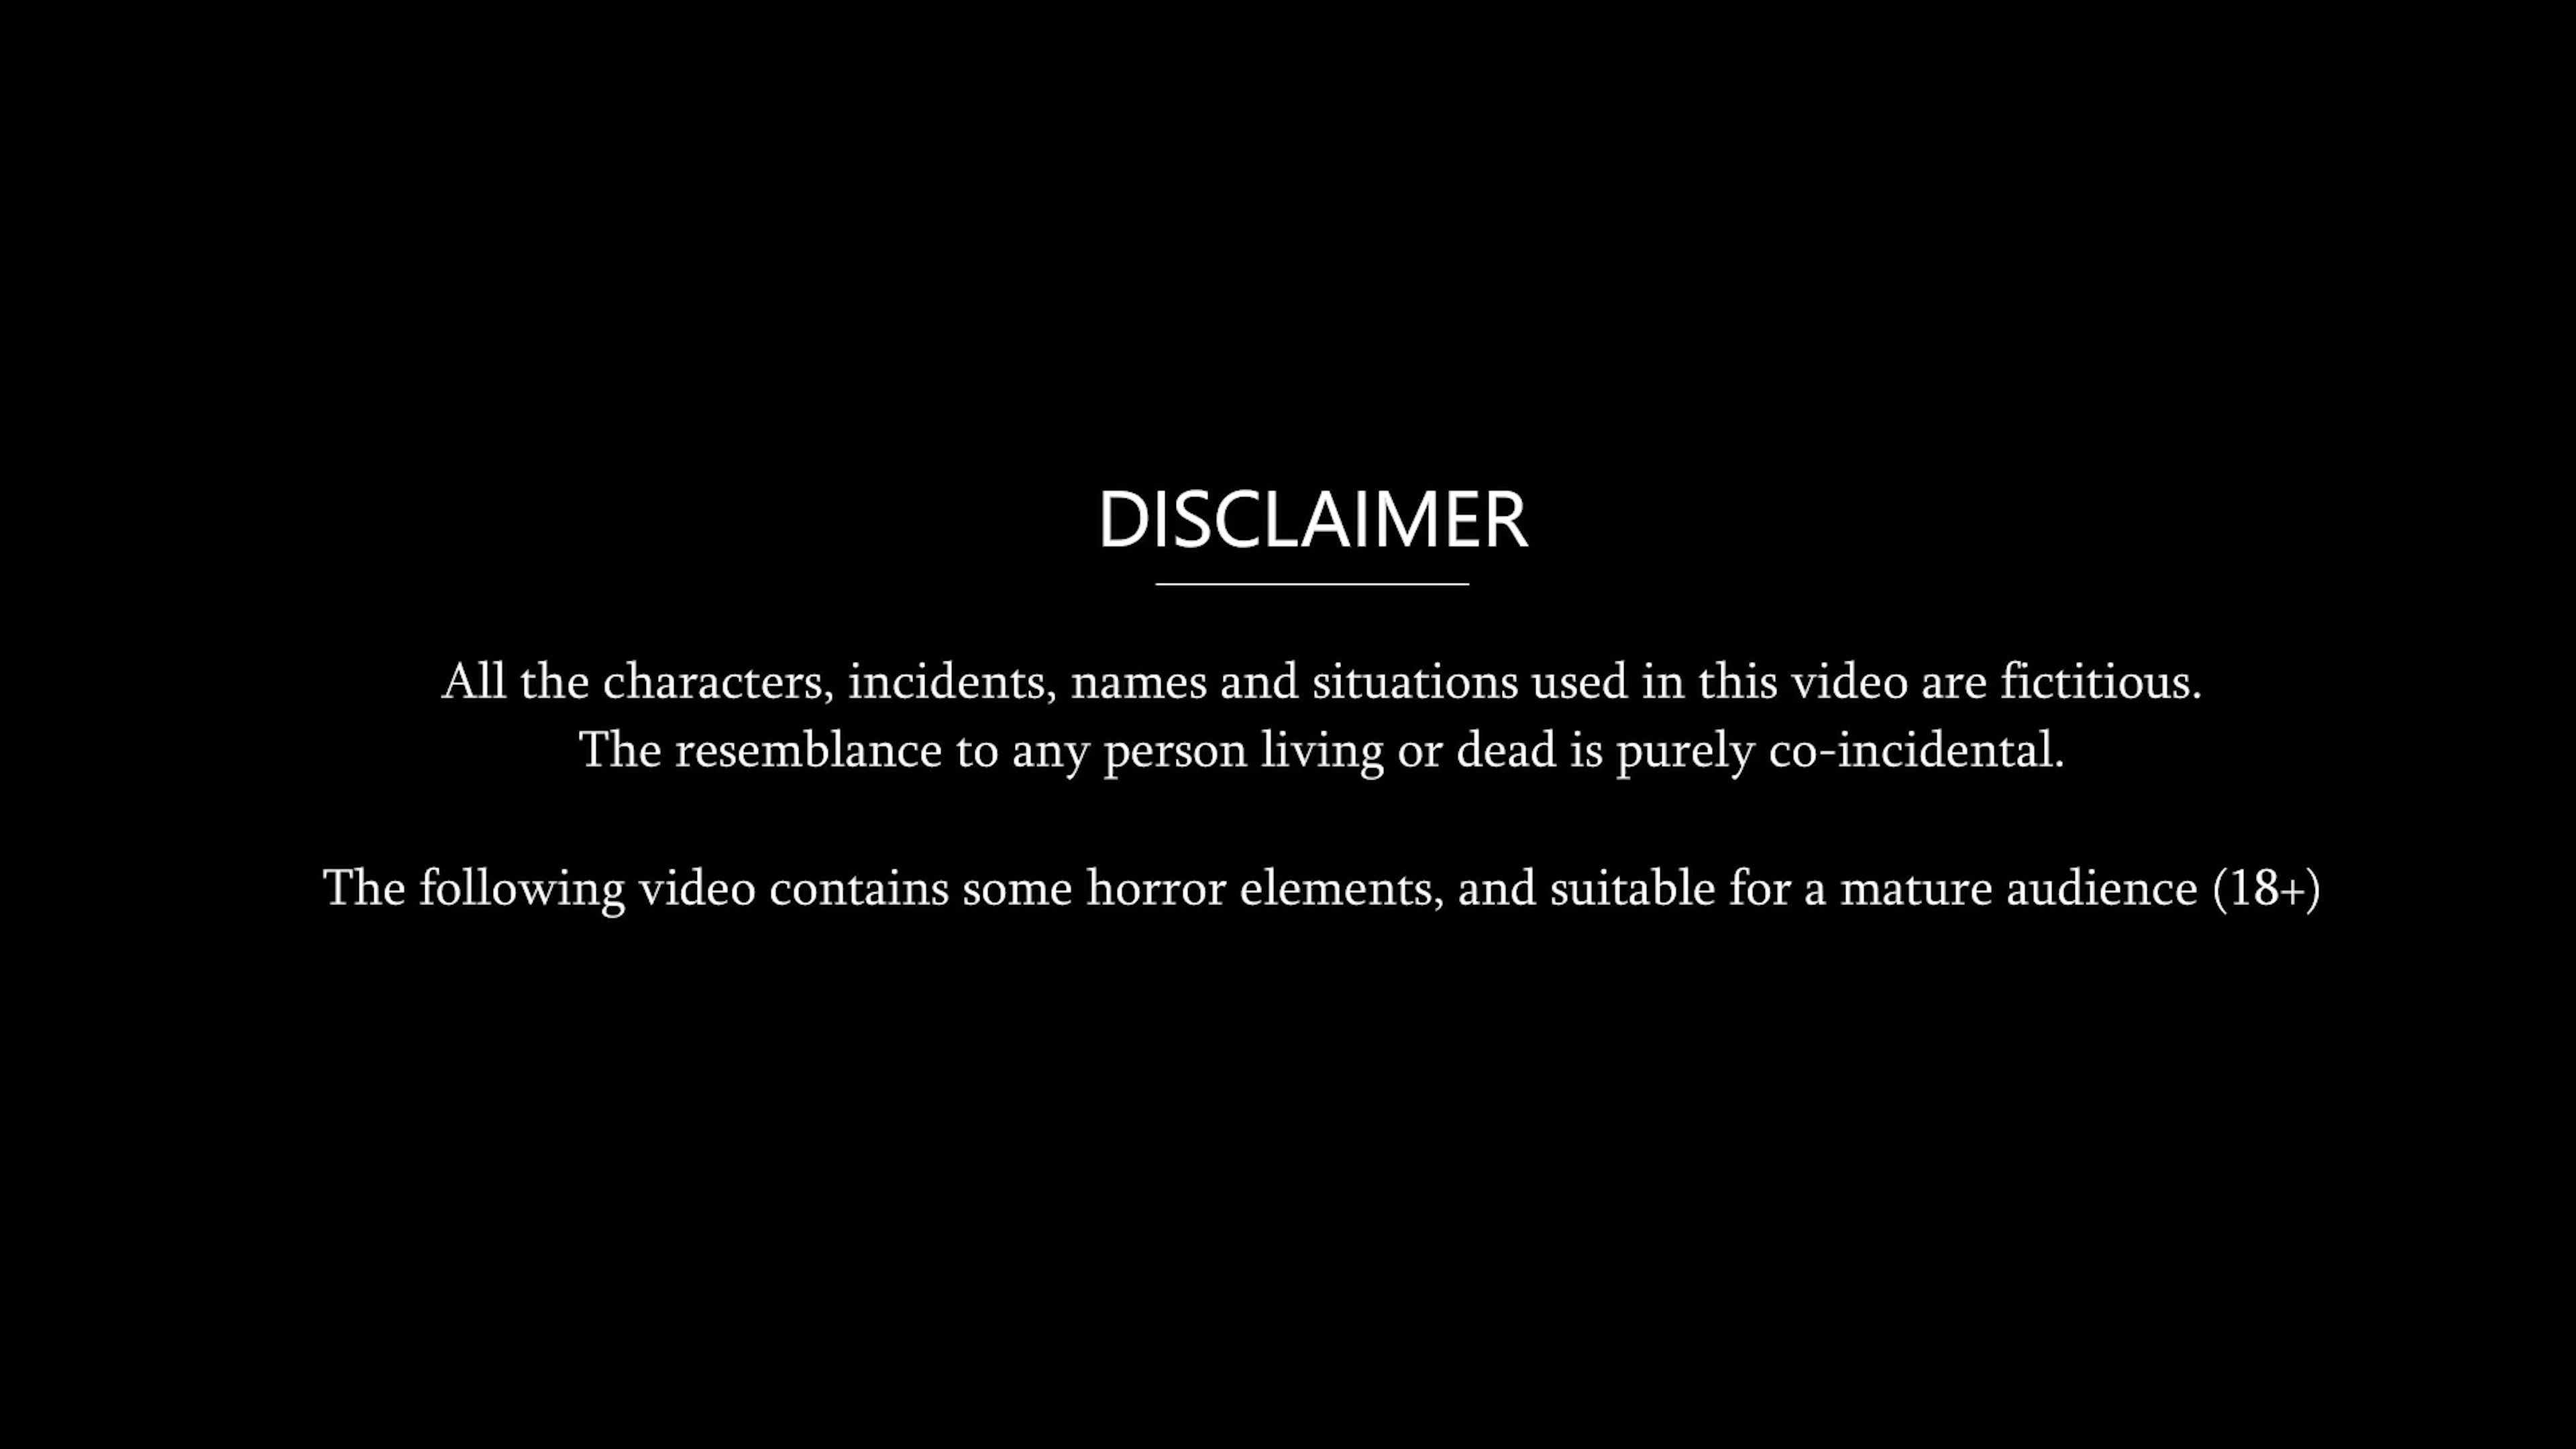 DISCLAIMER
All the characters, incidents, names and situations used in this video are fictitious.
The resemblance to any person living or dead is purely co-incidental.
The following video contains some horror elements, and suitable for a mature audience (18+)